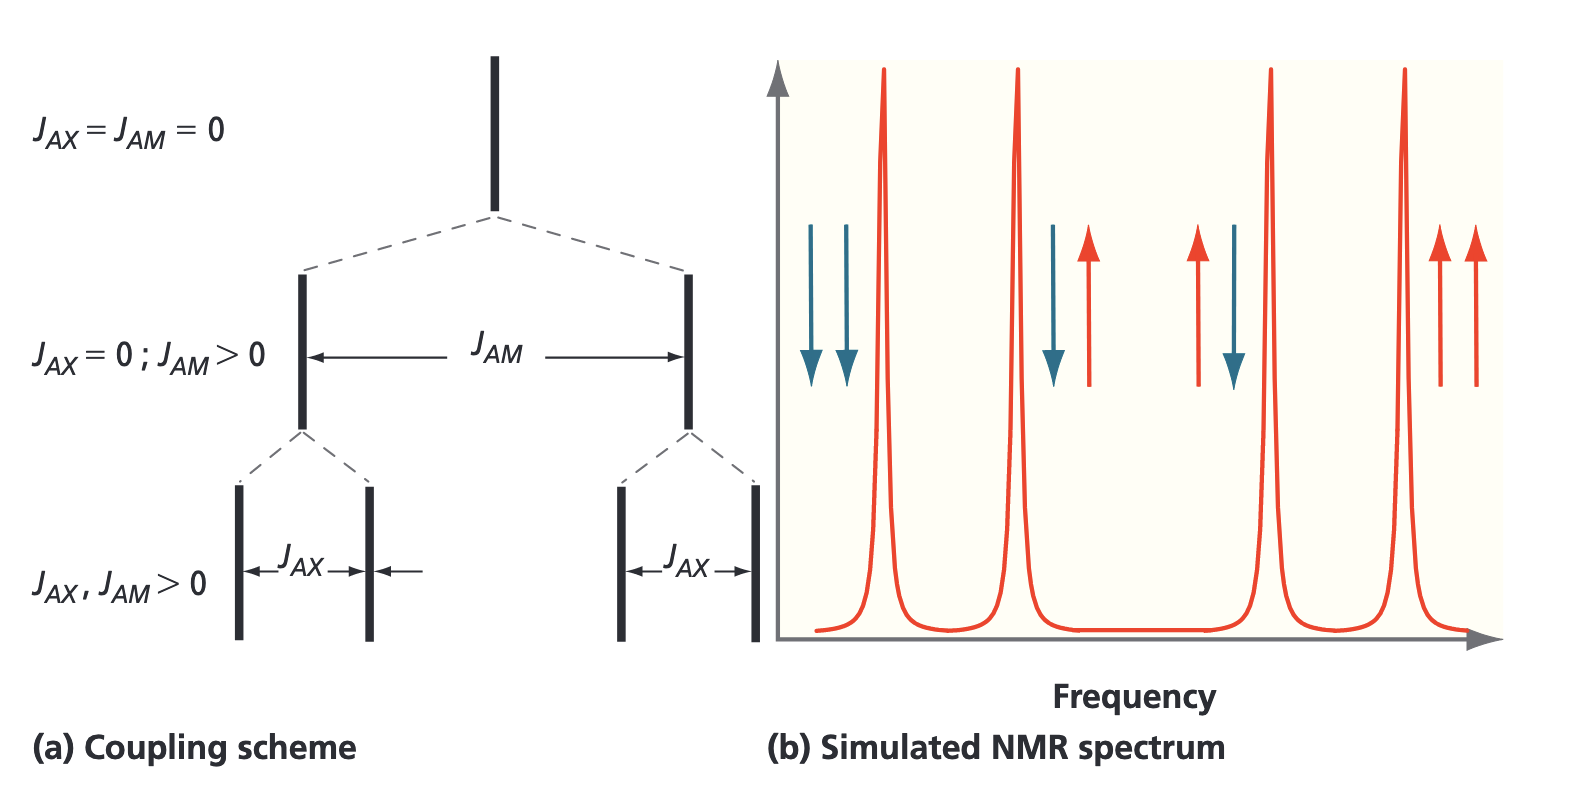 J_AX = J_AM = 0
J_AX = 0 ; J_AM > 0
J_AM
J_AX, J_AM > 0
J_AX
J_AX
Frequency
(a) Coupling scheme
(b) Simulated NMR spectrum